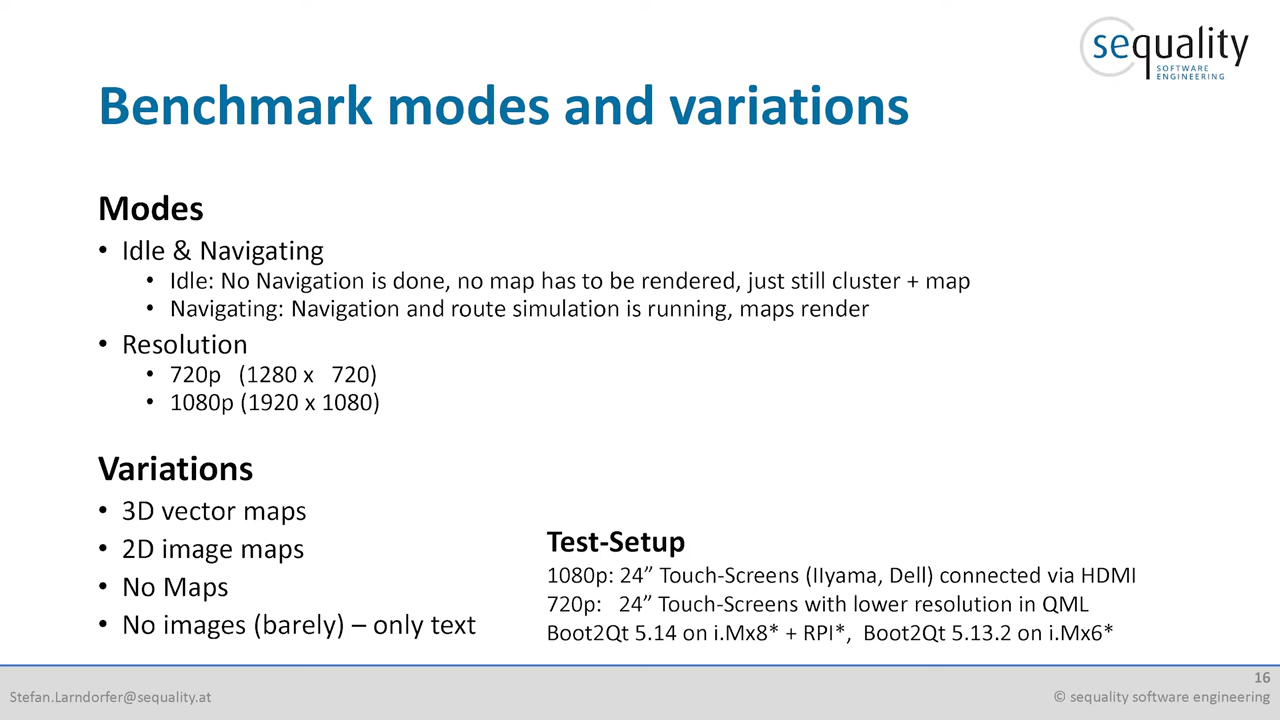 sequality
SOFTWARE
ENGINEERING
Benchmark modes and variations
Modes
• Idle & Navigating
• Idle: No Navigation is done, no map has to be rendered, just still cluster + map
• Navigating: Navigation and route simulation is running, maps render
• Resolution
• 720p (1280 x 720)
• 1080p (1920 x 1080)
Variations
• 3D vector maps
• 2D image maps
• No Maps
• No images (barely) – only text
Test-Setup
1080p: 24” Touch-Screens (IIyama, Dell) connected via HDMI
720p: 24” Touch-Screens with lower resolution in QML
Boot2Qt 5.14 on i.Mx8* + RPI*, Boot2Qt 5.13.2 on i.Mx6*
16
Stefan.Larndorfer@sequality.at
© sequality software engineering